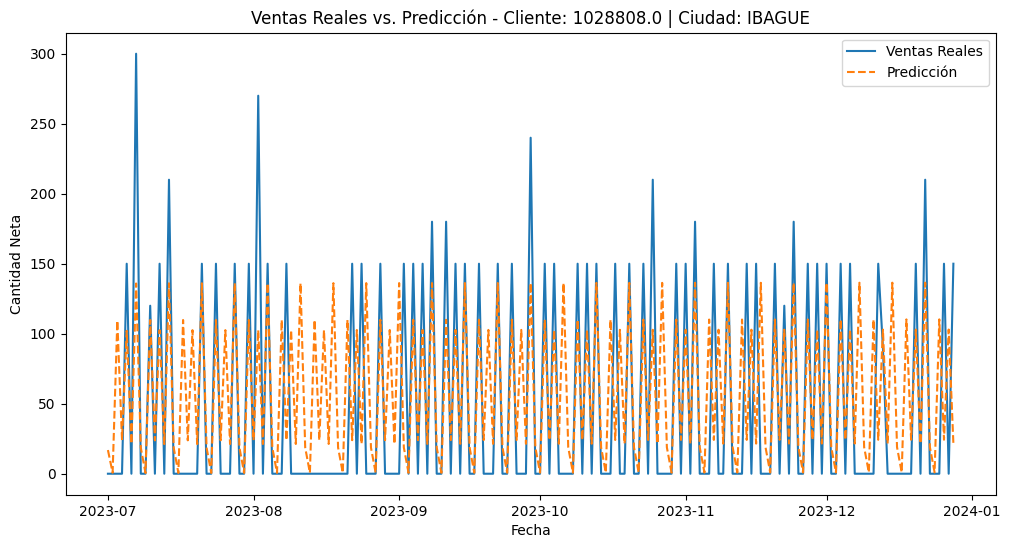 Ventas Reales vs. Predicción - Cliente: 1028808.0 | Ciudad: IBAGUE
Ventas Reales
Predicción
Cantidad Neta
300
250
200
150
100
50
0
2023-07
2023-08
2023-09
2023-10
2023-11
2023-12
2024-01
Fecha